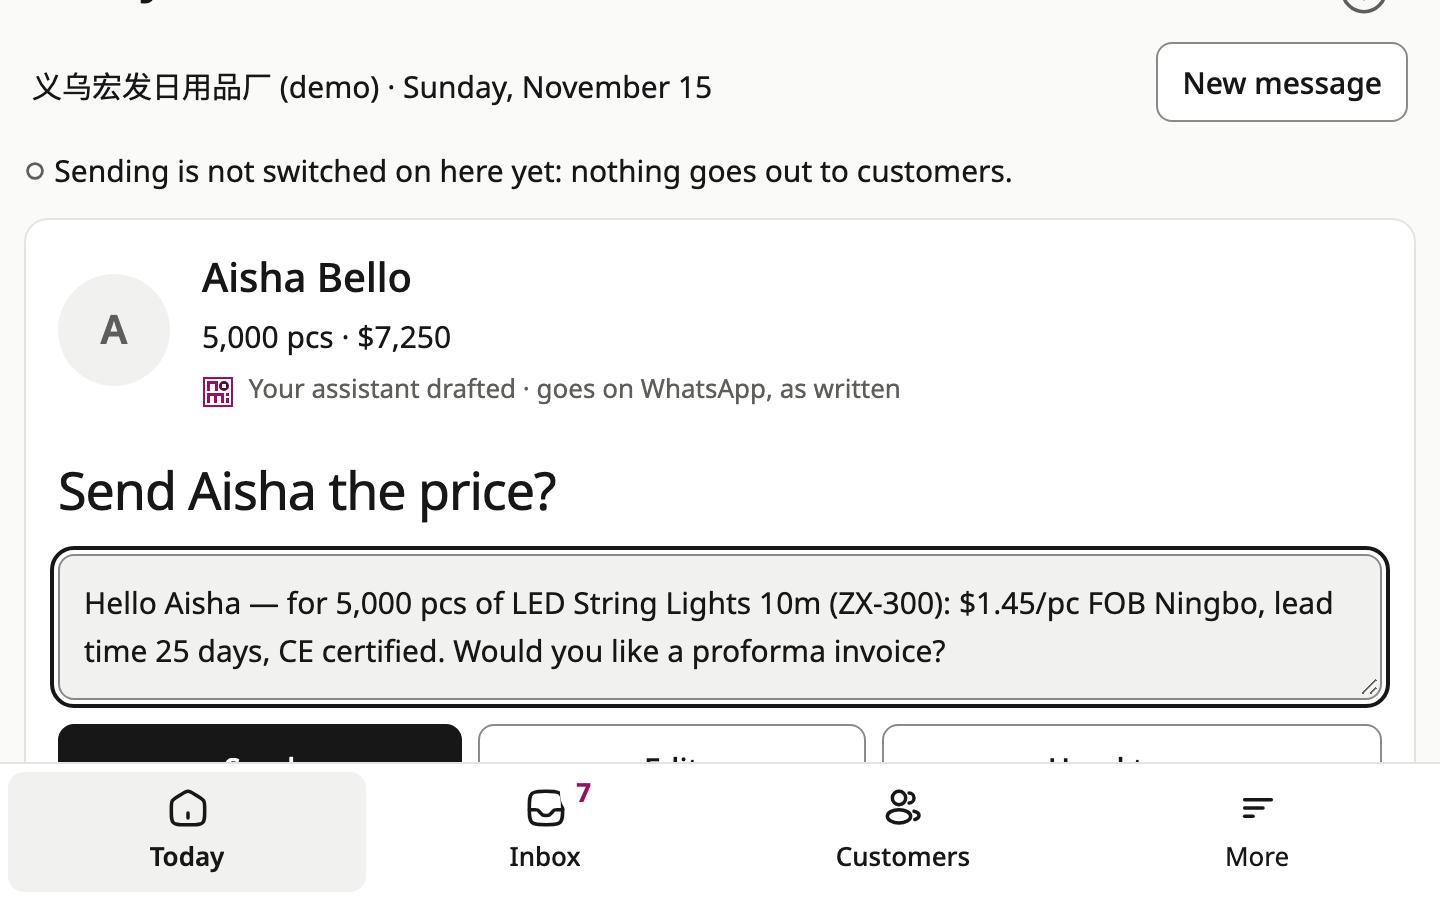 义乌宏发日用品厂 (demo) · Sunday, November 15
New message
Sending is not switched on here yet: nothing goes out to customers.
Aisha Bello
A
5,000 pcs · $7,250
Your assistant drafted · goes on WhatsApp, as written
Send Aisha the price?
Hello Aisha — for 5,000 pcs of LED String Lights 10m (ZX-300): $1.45/pc FOB Ningbo, lead
time 25 days, CE certified. Would you like a proforma invoice?
7
Today
Inbox
Customers
More